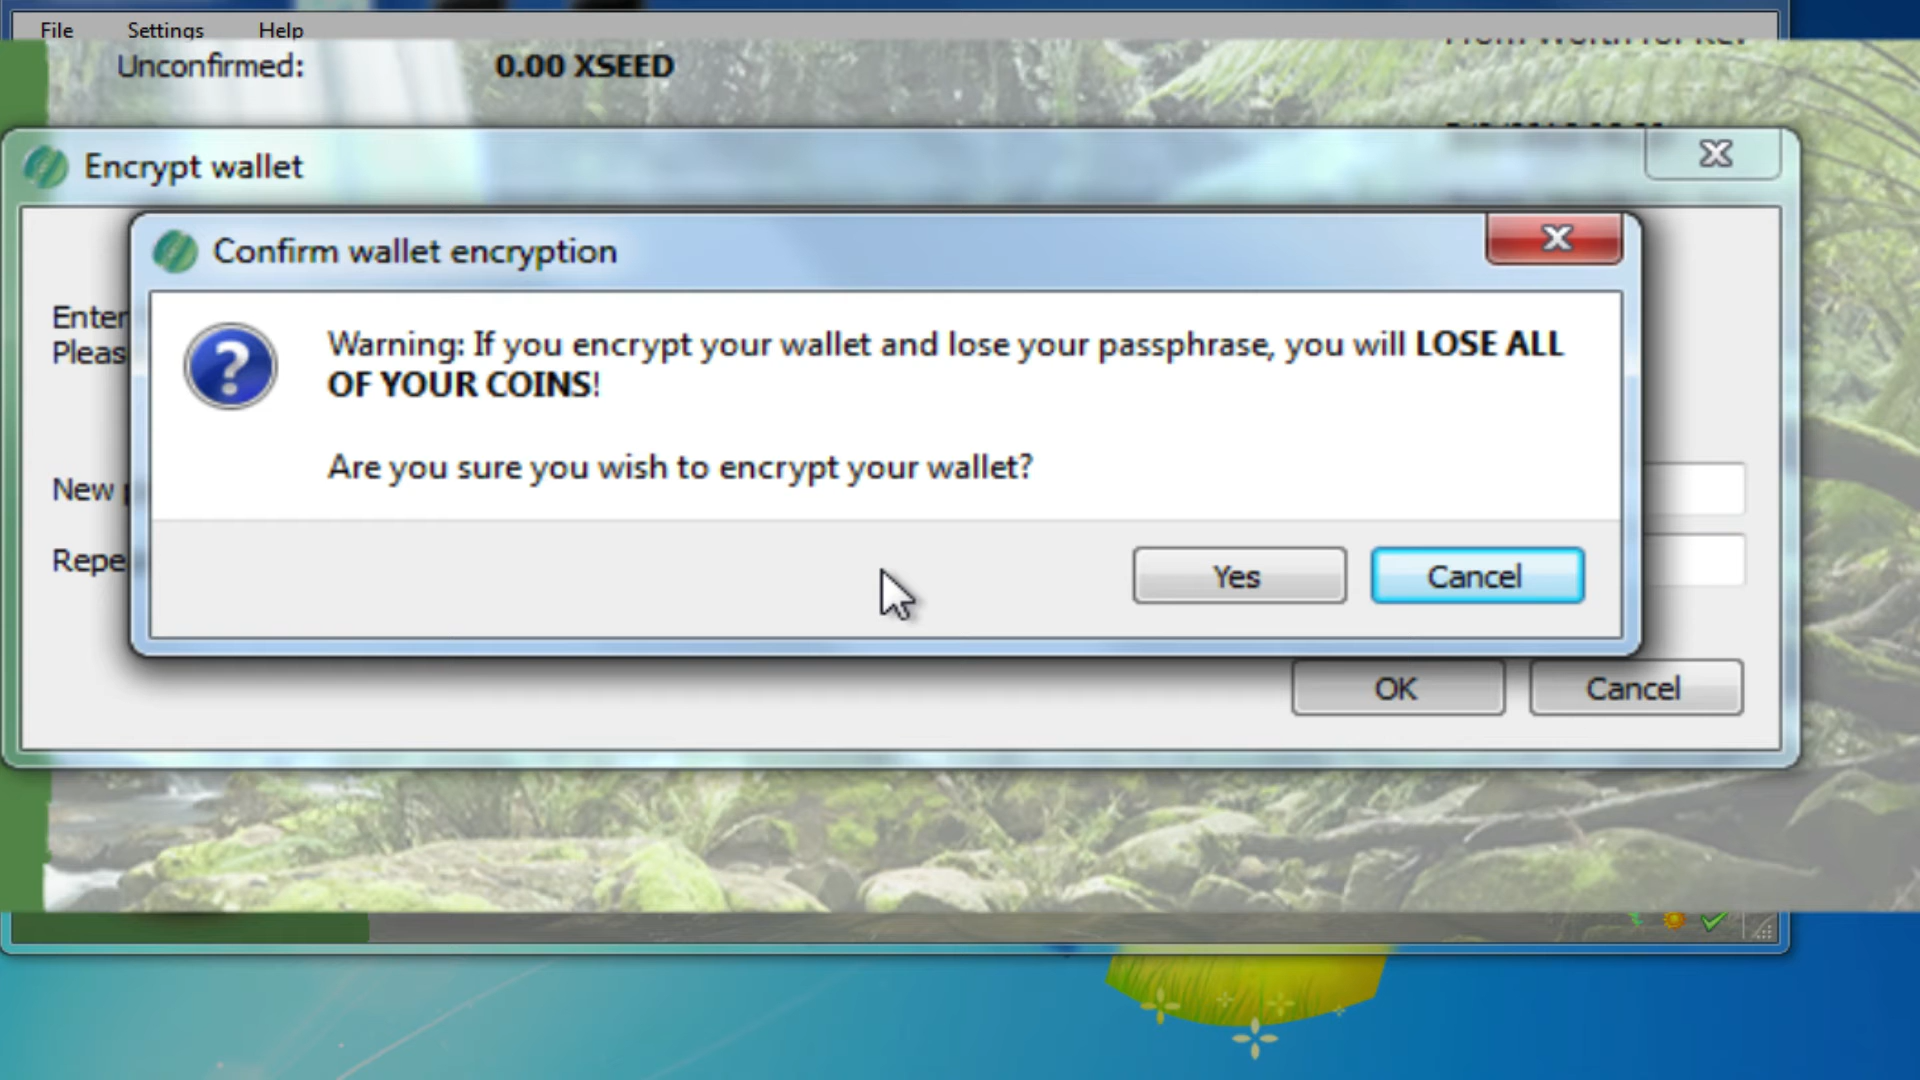 File Settings Help
Unconfirmed: 0.00 XSEED
Encrypt wallet
Confirm wallet encryption
Enter
Pleas
Warning: If you encrypt your wallet and lose your passphrase, you will LOSE ALL
OF YOUR COINS!
Are you sure you wish to encrypt your wallet?
New
Repe
Yes Cancel
OK Cancel